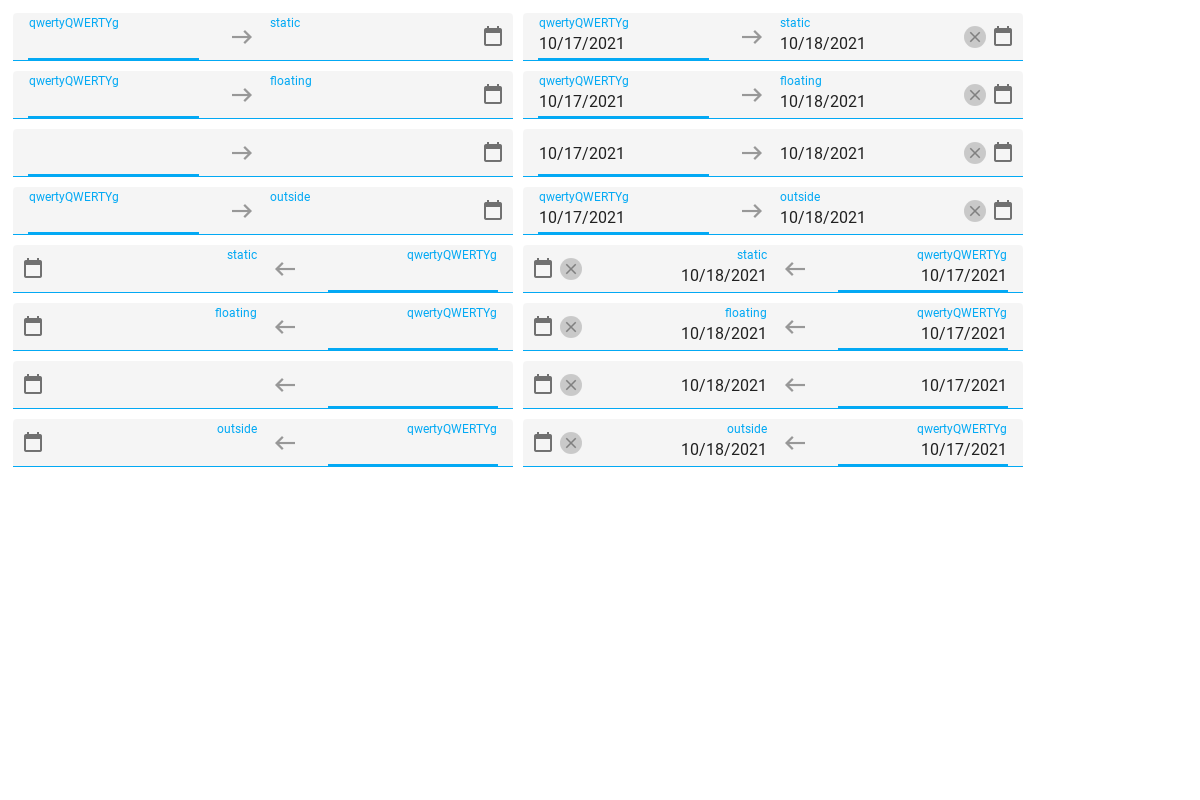 qwertyQWERTYg static qwertyQWERTYg static
10/17/2021 10/18/2021
qwertyQWERTYg floating qwertyQWERTYg floating
10/17/2021 10/18/2021
10/17/2021 10/18/2021
qwertyQWERTYg outside qwertyQWERTYg outside
10/17/2021 10/18/2021
static qwertyQWERTYg static qwertyQWERTYg
10/18/2021 10/17/2021
floating qwertyQWERTYg floating qwertyQWERTYg
10/18/2021 10/17/2021
10/18/2021 10/17/2021
outside qwertyQWERTYg outside qwertyQWERTYg
10/18/2021 10/17/2021